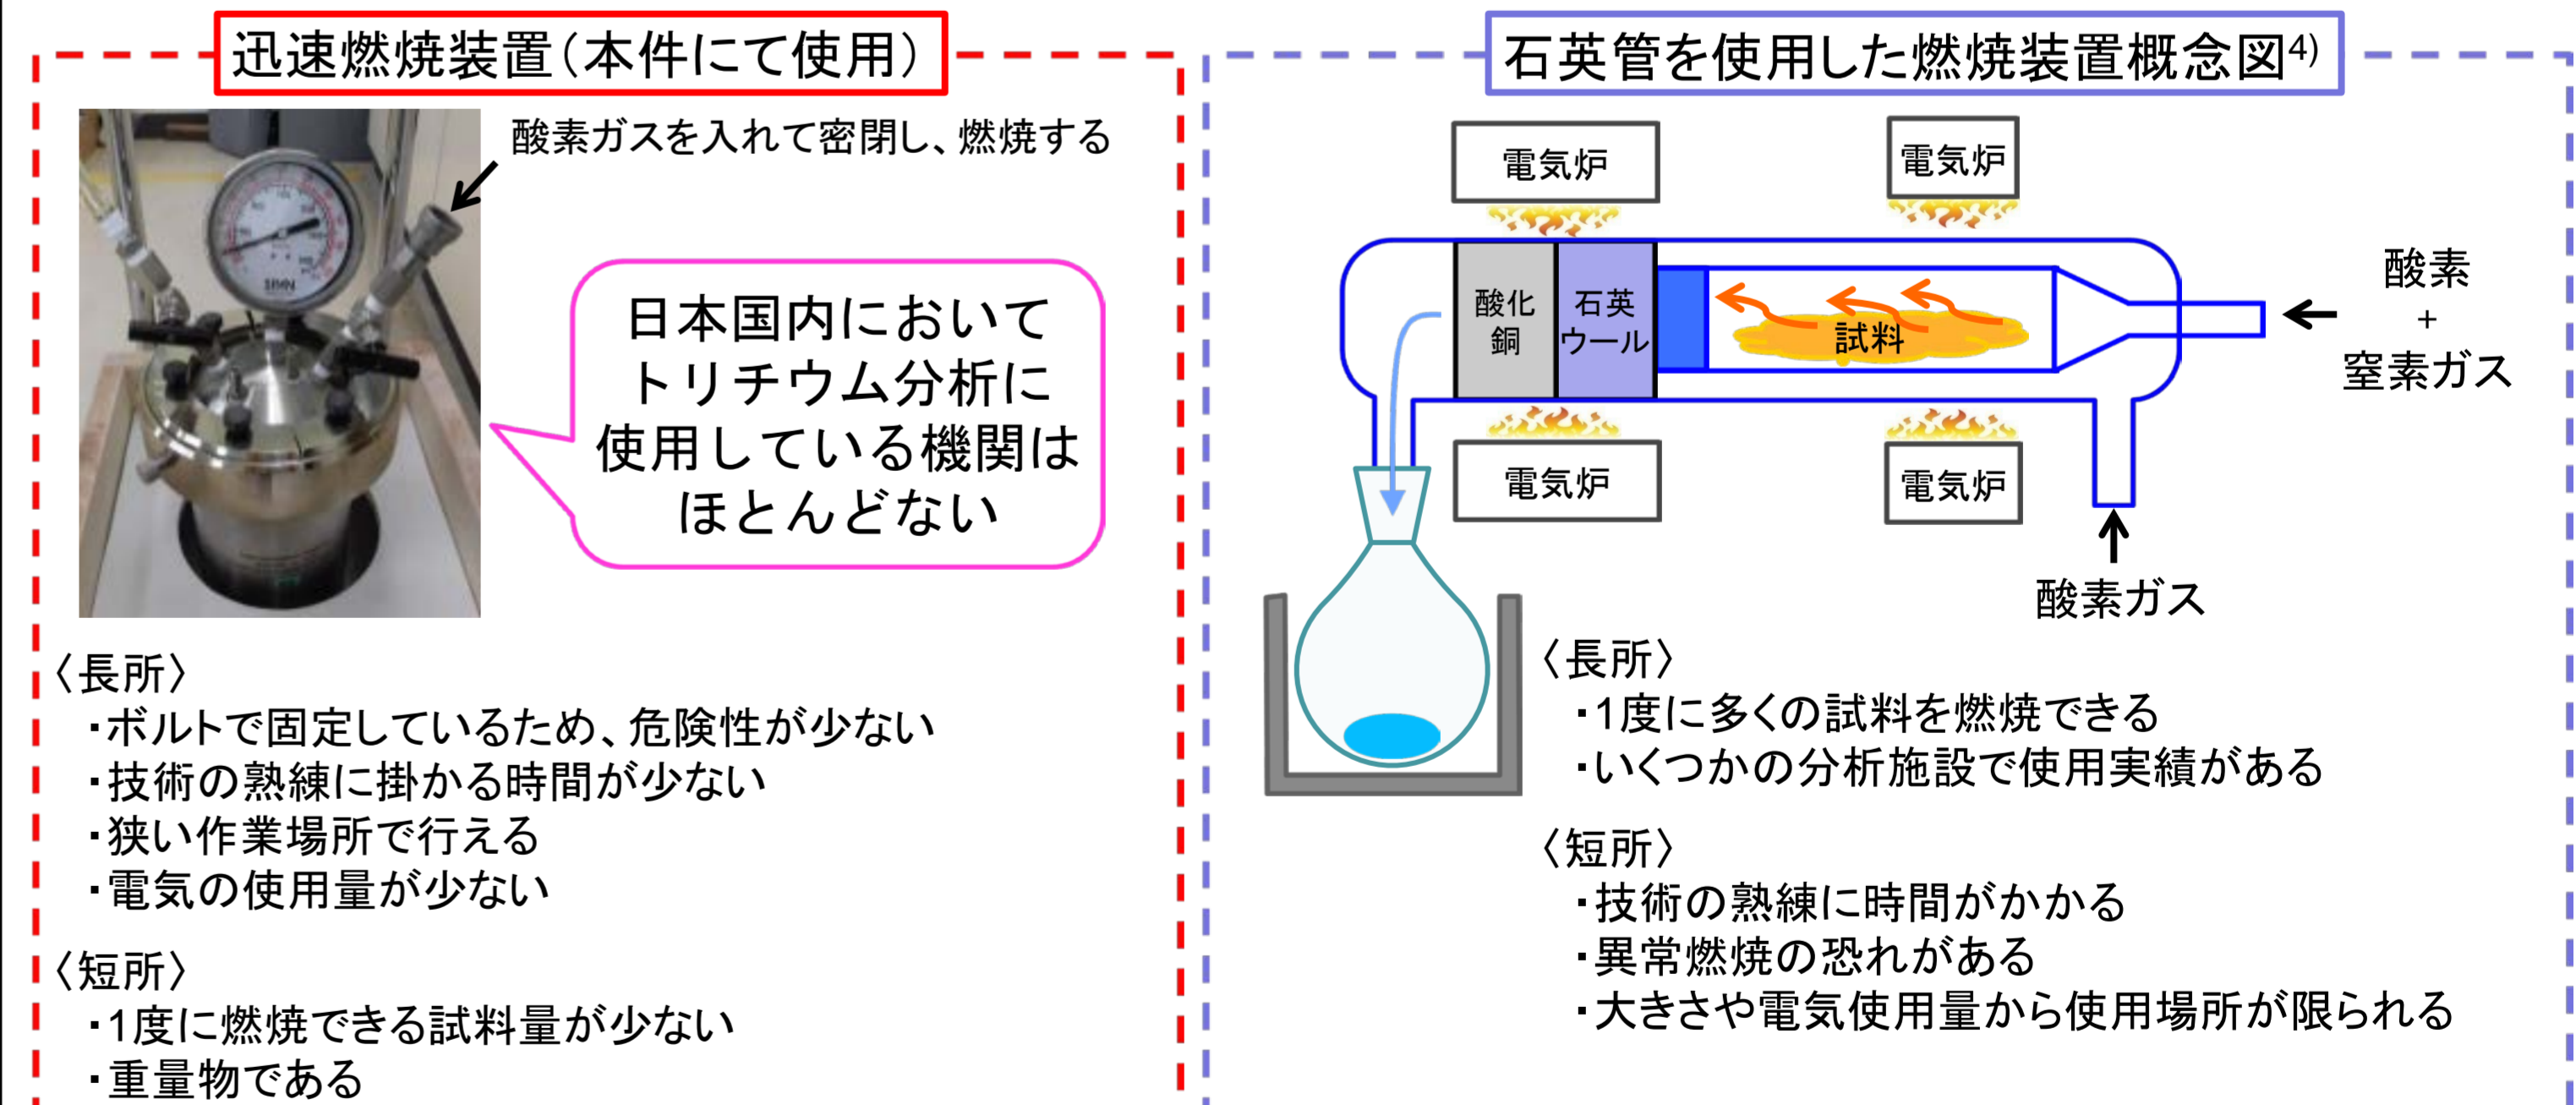 迅速燃焼装置(本件にて使用)
酸素ガスを入れて密閉し、燃焼する
日本国内において
トリチウム分析に
使用している機関は
ほとんどない
〈長所〉
・ボルトで固定しているため、危険性が少ない
・技術の熟練に掛かる時間が少ない
・狭い作業場所で行える
・電気の使用量が少ない
〈短所〉
・1度に燃焼できる試料量が少ない
・重量物である
石英管を使用した燃焼装置概念図4)
電気炉
電気炉
酸化
銅
石英
ウール
試料
酸素
+
窒素ガス
電気炉
電気炉
酸素ガス
〈長所〉
・1度に多くの試料を燃焼できる
・いくつかの分析施設で使用実績がある
〈短所〉
・技術の熟練に時間がかかる
・異常燃焼の恐れがある
・大きさや電気使用量から使用場所が限られる